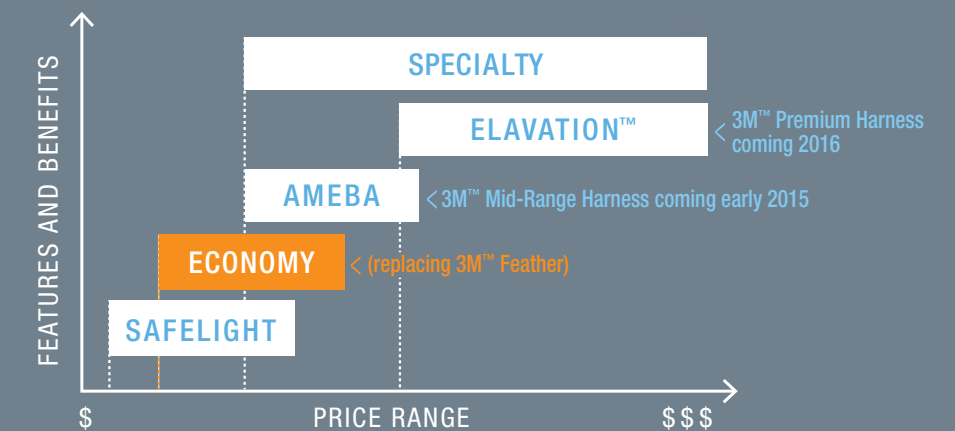 FEATURES AND BENEFITS
SPECIALTY
ELAVATION™
< 3M™ Premium Harness
coming 2016
AMEBA
< 3M™ Mid-Range Harness coming early 2015
ECONOMY
< (replacing 3M™ Feather)
SAFELIGHT
$
PRICE RANGE
$$$